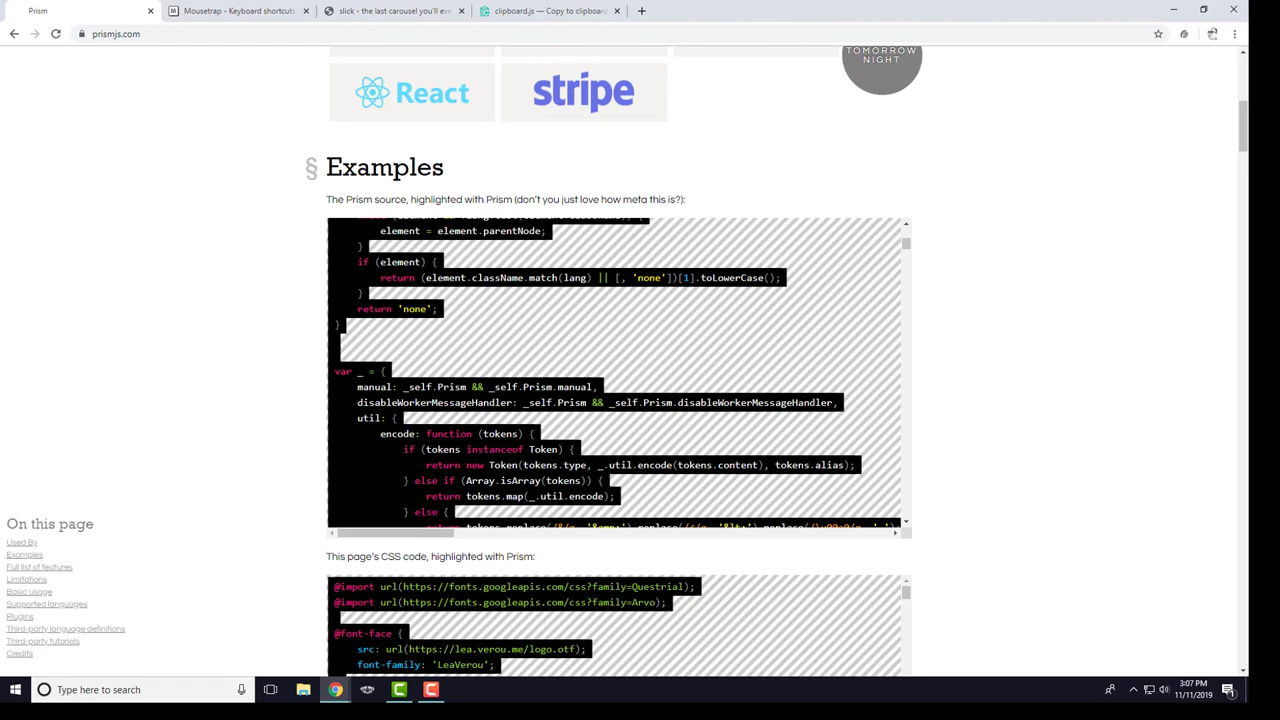 Prism
Mousetrap - Keyboard shortcuts
slick - the last carousel you'll eve
clipboard.js — Copy to clipboard
prismjs.com
TOMORROW
NIGHT
React
stripe
§ Examples
The Prism source, highlighted with Prism (don't you just love how meta this is?):
element = element.parentNode;
}
if (element) {
return (element.className.match(lang) || [, 'none'])[1].toLowerCase();
}
return 'none';
}
var _ = {
manual: _self.Prism && _self.Prism.manual,
disableWorkerMessageHandler: _self.Prism && _self.Prism.disableWorkerMessageHandler,
util: {
encode: function (tokens) {
if (tokens instanceof Token) {
return new Token(tokens.type, _.util.encode(tokens.content), tokens.alias);
} else if (Array.isArray(tokens)) {
return tokens.map(_.util.encode);
} else {
This page's CSS code, highlighted with Prism:
@import url(https://fonts.googleapis.com/css?family=Questrial);
@import url(https://fonts.googleapis.com/css?family=Arvo);
@font-face {
src: url(https://lea.verou.me/logo.otf);
font-family: 'LeaVerou';
On this page
Used By
Examples
Full list of features
Limitations
Basic usage
Supported languages
Plugins
Third-party language definitions
Third-party tutorials
Credits
Type here to search
3:07 PM
11/11/2019